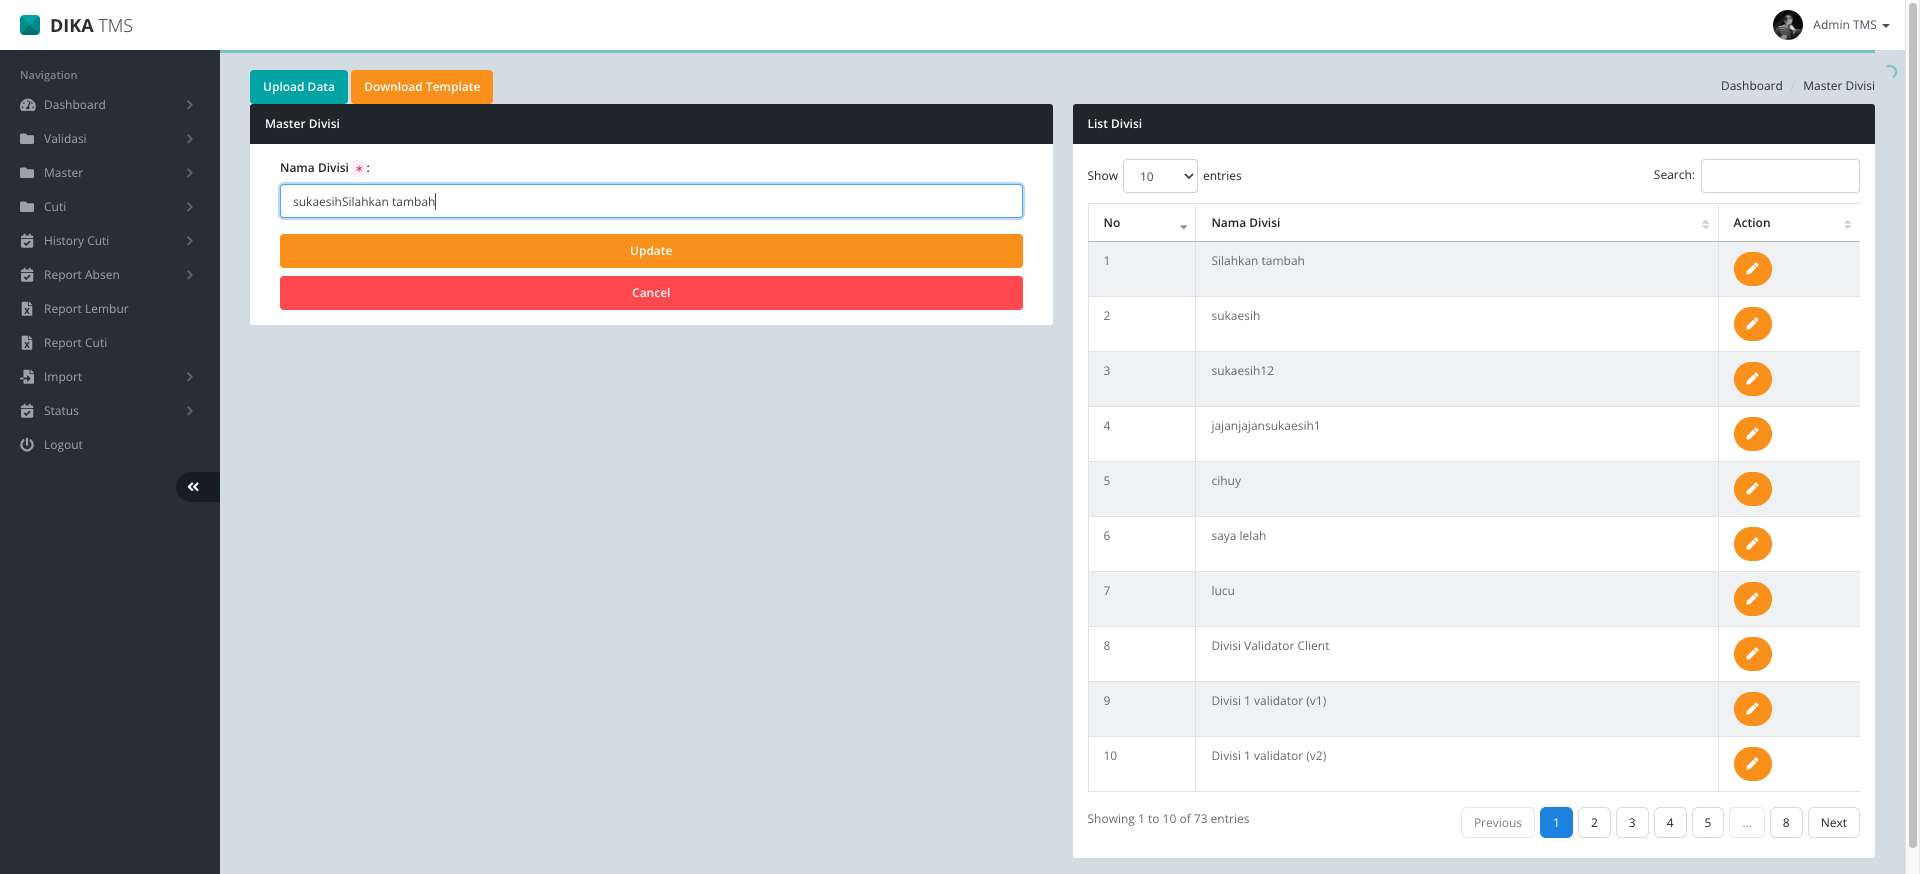 DIKA TMS
Admin TMS
Navigation
Dashboard
Validasi
Master
Cuti
History Cuti
Report Absen
Report Lembur
Report Cuti
Import
Status
Logout
Upload Data
Download Template
Dashboard / Master Divisi
Master Divisi
Nama Divisi * :
sukaesihSilahkan tambah
Update
Cancel
List Divisi
Show 10 entries
Search:
No Nama Divisi Action
1 Silahkan tambah
2 sukaesih
3 sukaesih12
4 jajanjajansukaesih1
5 cihuy
6 saya lelah
7 lucu
8 Divisi Validator Client
9 Divisi 1 validator (v1)
10 Divisi 1 validator (v2)
Showing 1 to 10 of 73 entries
Previous 1 2 3 4 5 ... 8 Next